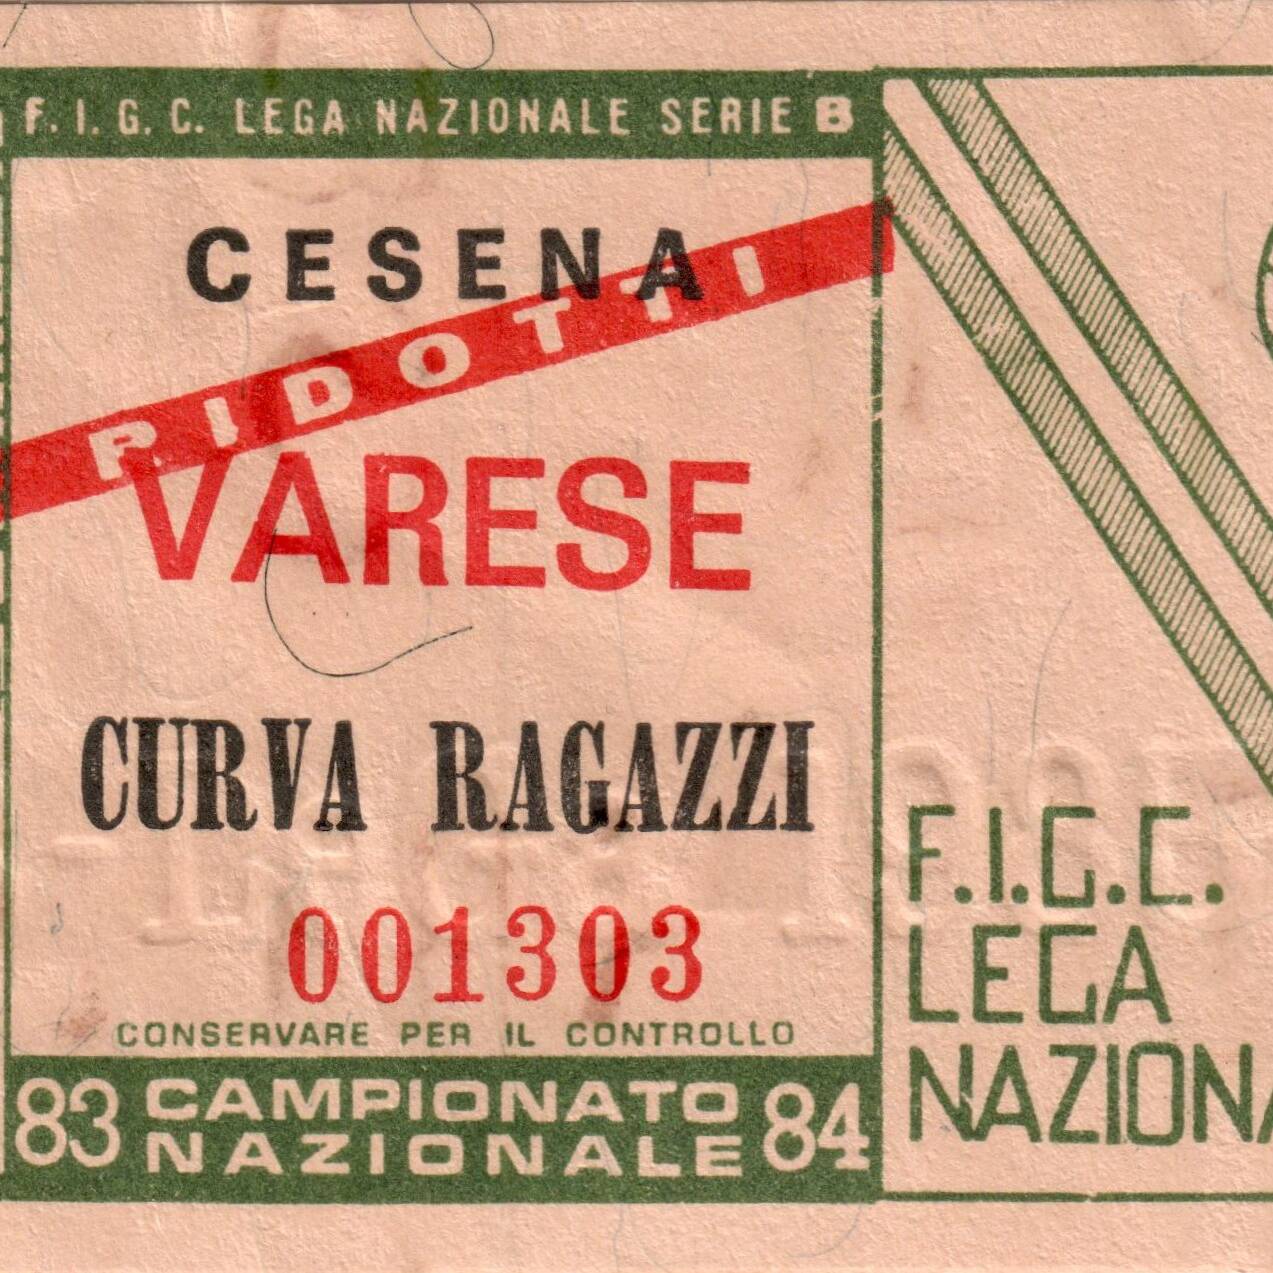 F. I. G. C. LEGA NAZIONALE SERIE B
CESENA
RIDOTTI
VARESE
CURVA RAGAZZI
001303
CONSERVARE PER IL CONTROLLO
83 CAMPIONATO NAZIONALE 84
F.I.G.C.
LEGA
NAZIONA